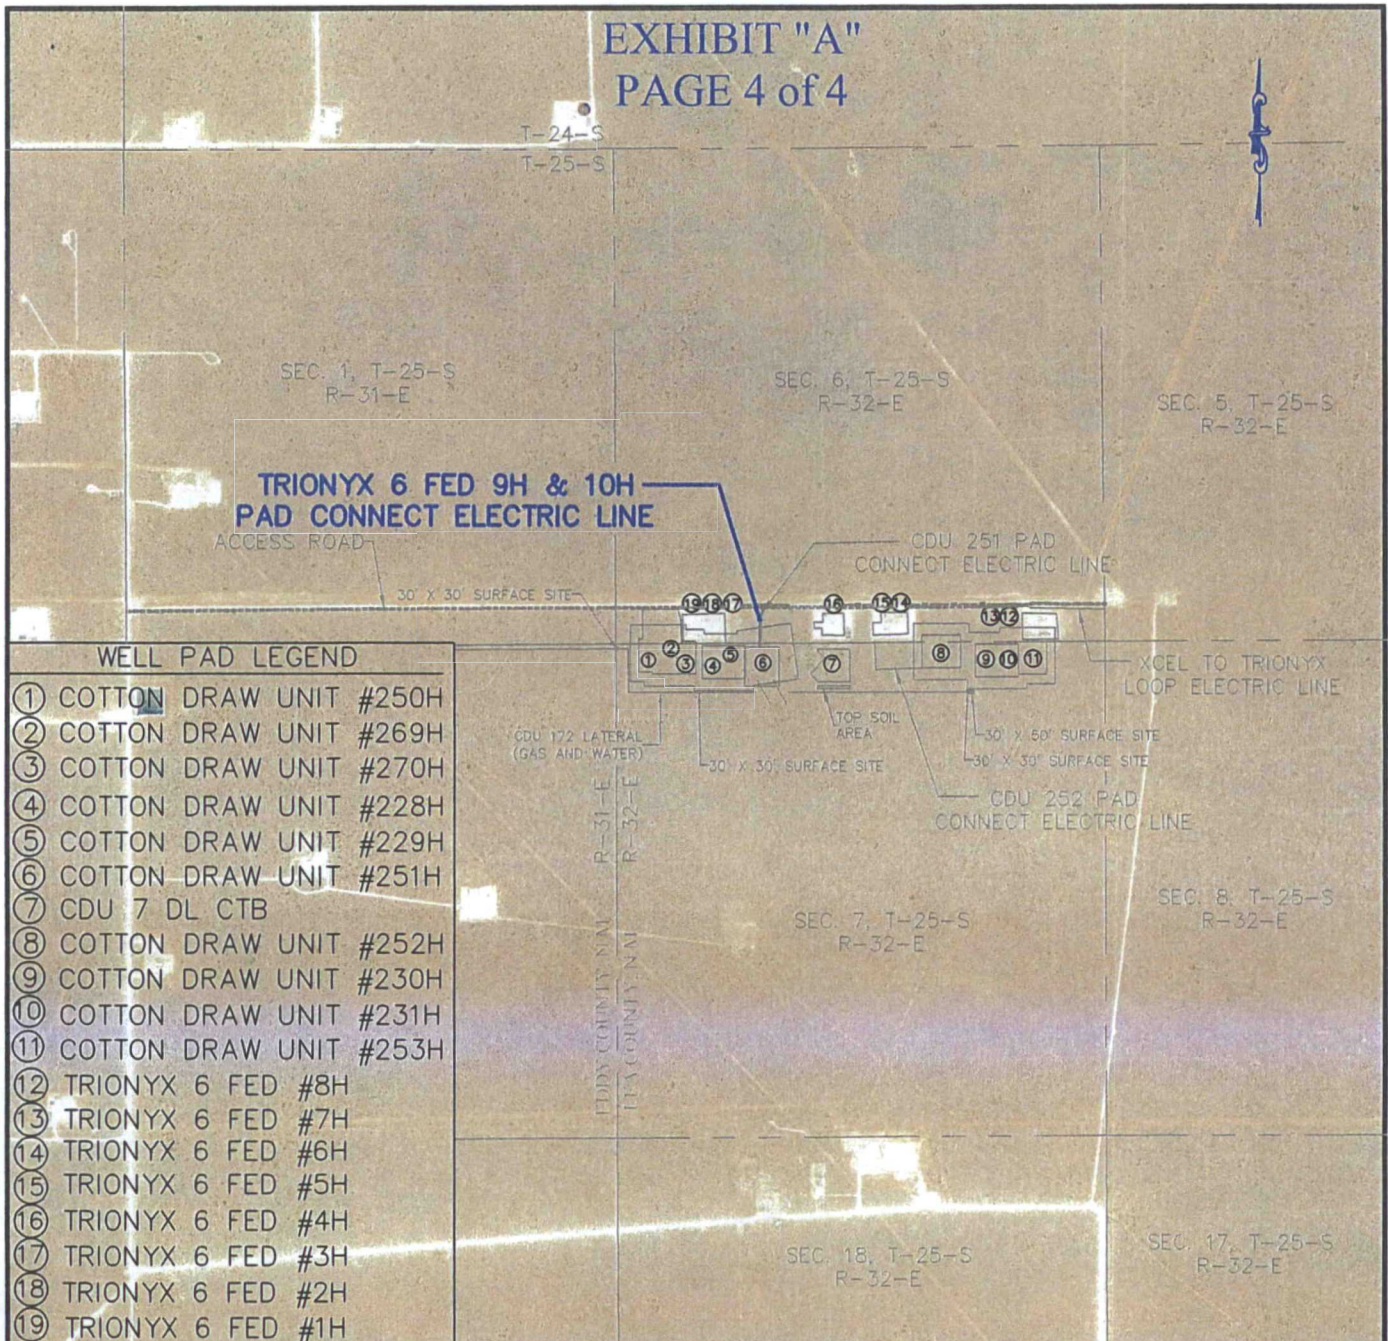 EXHIBIT "A"
PAGE 4 of 4
T-24-S
T-25-S
SEC. 1, T-25-S
R-31-E
SEC. 6, T-25-S
R-32-E
SEC. 5, T-25-S
R-32-E
TRIONYX 6 FED 9H & 10H
PAD CONNECT ELECTRIC LINE
ACCESS ROAD
CDU 251 PAD
CONNECT ELECTRIC LINE
30' X 30' SURFACE SITE
19 18 17 16 15 14
13 12
1 2 3 4 5 6 7 8 9 10 11
XCEL TO TRIONYX
LOOP ELECTRIC LINE
CDU 172 LATERAL
(GAS AND WATER)
30' X 30' SURFACE SITE
TOP SOIL
AREA
30' X 50' SURFACE SITE
30' X 30' SURFACE SITE
CDU 252 PAD
CONNECT ELECTRIC LINE
R-31-E
R-32-E
EDDY COUNTY, N.M.
LEA COUNTY, N.M.
SEC. 7, T-25-S
R-32-E
SEC. 8, T-25-S
R-32-E
SEC. 18, T-25-S
R-32-E
SEC. 17, T-25-S
R-32-E
WELL PAD LEGEND
1 COTTON DRAW UNIT #250H
2 COTTON DRAW UNIT #269H
3 COTTON DRAW UNIT #270H
4 COTTON DRAW UNIT #228H
5 COTTON DRAW UNIT #229H
6 COTTON DRAW UNIT #251H
7 CDU 7 DL CTB
8 COTTON DRAW UNIT #252H
9 COTTON DRAW UNIT #230H
10 COTTON DRAW UNIT #231H
11 COTTON DRAW UNIT #253H
12 TRIONYX 6 FED #8H
13 TRIONYX 6 FED #7H
14 TRIONYX 6 FED #6H
15 TRIONYX 6 FED #5H
16 TRIONYX 6 FED #4H
17 TRIONYX 6 FED #3H
18 TRIONYX 6 FED #2H
19 TRIONYX 6 FED #1H